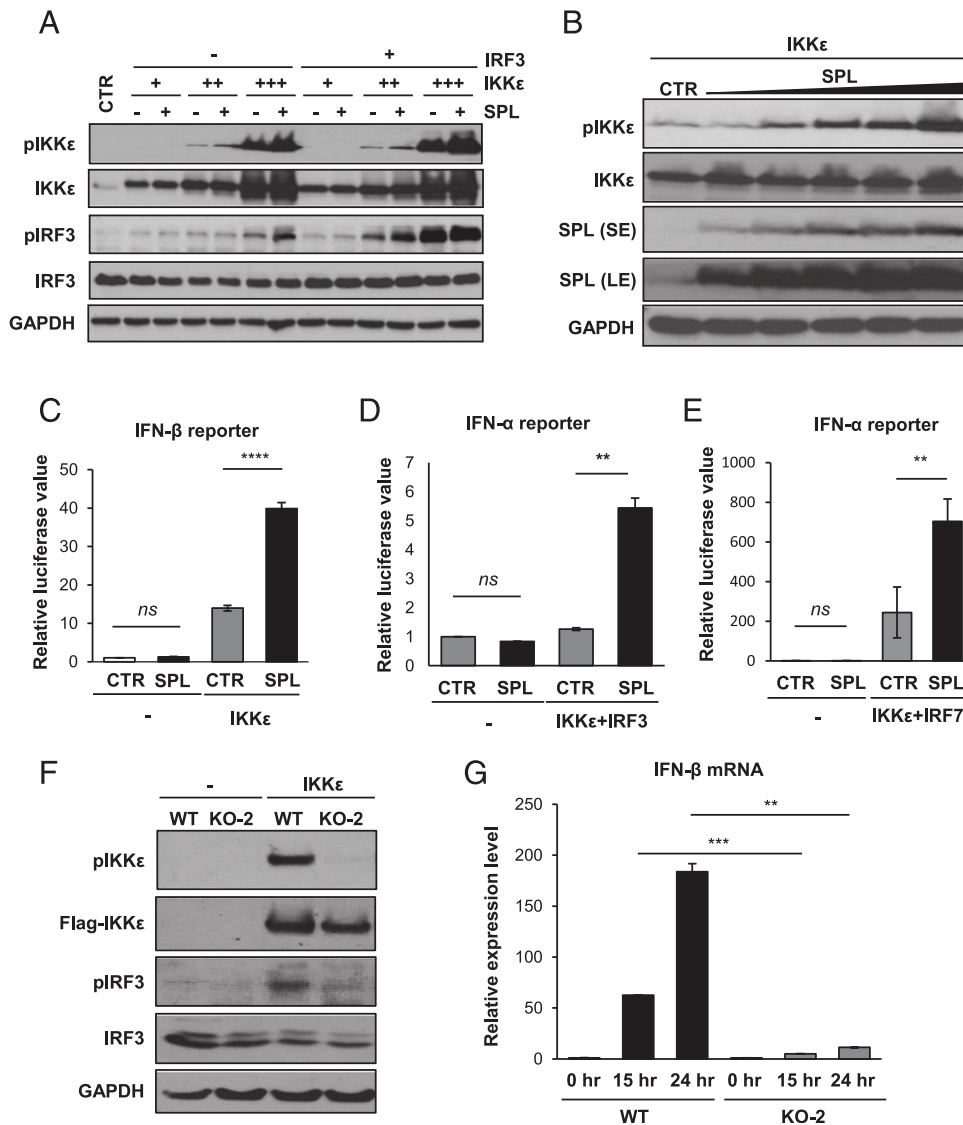 A
- + IRF3
CTR + ++ +++ + ++ +++ IKKε
- + - + - + - + - + - + SPL
pIKKε
IKKε
pIRF3
IRF3
GAPDH
B
IKKε
CTR SPL
pIKKε
IKKε
SPL (SE)
SPL (LE)
GAPDH
C
IFN-β reporter
Relative luciferase value
50
40
30
20
10
0
ns
****
CTR SPL CTR SPL
- IKKε
D
IFN-α reporter
Relative luciferase value
7
6
5
4
3
2
1
0
ns
**
CTR SPL CTR SPL
- IKKε+IRF3
E
IFN-α reporter
Relative luciferase value
1000
800
600
400
200
0
ns
**
CTR SPL CTR SPL
- IKKε+IRF7
F
- IKKε
WT KO-2 WT KO-2
pIKKε
Flag-IKKε
pIRF3
IRF3
GAPDH
G
IFN-β mRNA
Relative expression level
250
200
150
100
50
0
**
***
0 hr 15 hr 24 hr 0 hr 15 hr 24 hr
WT KO-2